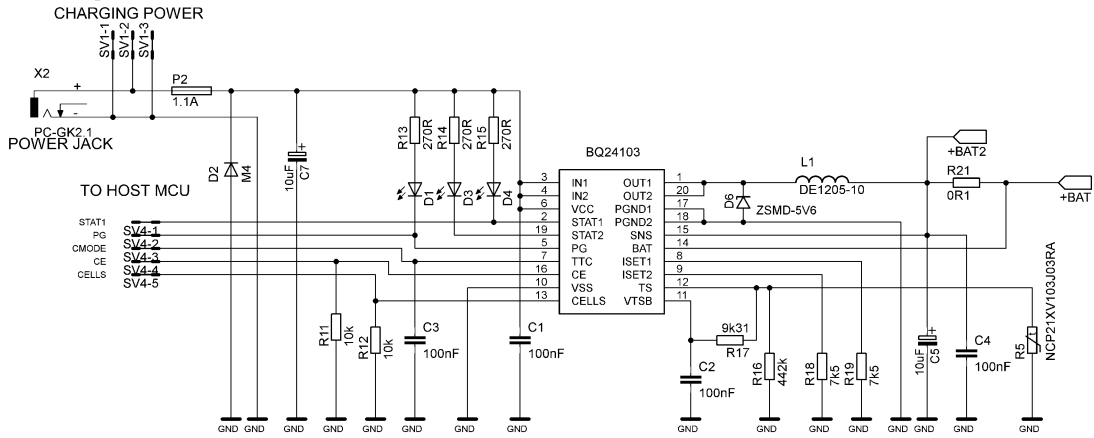 CHARGING POWER
SV1-1
SV1-2
SV1-3
X2
+
-
PC-GK2.1
POWER JACK
P2
1.1A
D2
M4
10uF
+
C7
R13
270R
R14
270R
R15
270R
D1
D3
D4
TO HOST MCU
STAT1
SV4-1
PG
SV4-2
CMODE
SV4-3
CE
SV4-4
CELLS
SV4-5
R11
10k
R12
10k
C3
100nF
C1
100nF
BQ24103
3 IN1 OUT1 1
4 IN2 OUT2 20
6 VCC PGND1 17
2 STAT1 PGND2 18
19 STAT2 SNS 15
5 PG BAT 14
7 TTC ISET1 8
16 CE ISET2 9
10 VSS TS 12
13 CELLS VTSB 11
L1
DE1205-10
D6
ZSMD-5V6
+BAT2
R21
0R1
+BAT
9k31
R17
C2
100nF
R16
442k
R18
7k5
R19
7k5
10uF
+
C5
C4
100nF
R5
t
NCP21XV103J03RA
GND GND GND GND GND GND GND GND GND GND GND GND GND GND GND GND